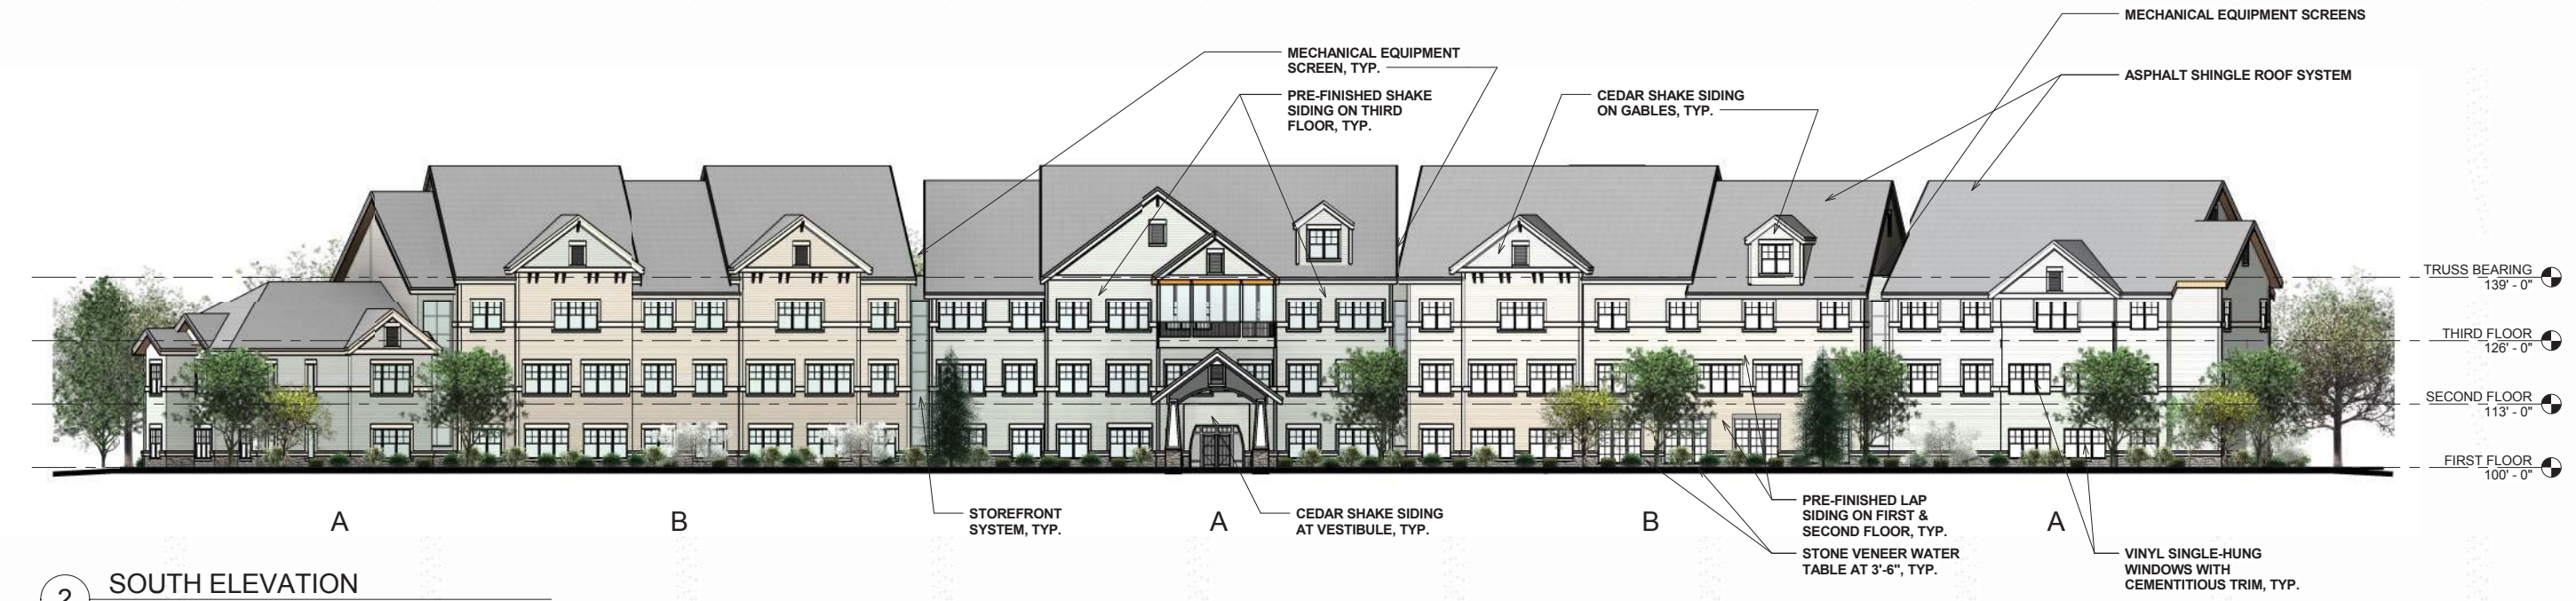 MECHANICAL EQUIPMENT SCREENS
MECHANICAL EQUIPMENT
SCREEN, TYP.
ASPHALT SHINGLE ROOF SYSTEM
PRE-FINISHED SHAKE
SIDING ON THIRD
FLOOR, TYP.
CEDAR SHAKE SIDING
ON GABLES, TYP.
TRUSS BEARING
139' - 0"
THIRD FLOOR
126' - 0"
SECOND FLOOR
113' - 0"
FIRST FLOOR
100' - 0"
A
B
STOREFRONT
SYSTEM, TYP.
A
CEDAR SHAKE SIDING
AT VESTIBULE, TYP.
B
PRE-FINISHED LAP
SIDING ON FIRST &
SECOND FLOOR, TYP.
STONE VENEER WATER
TABLE AT 3'-6", TYP.
A
VINYL SINGLE-HUNG
WINDOWS WITH
CEMENTITIOUS TRIM, TYP.
2
SOUTH ELEVATION